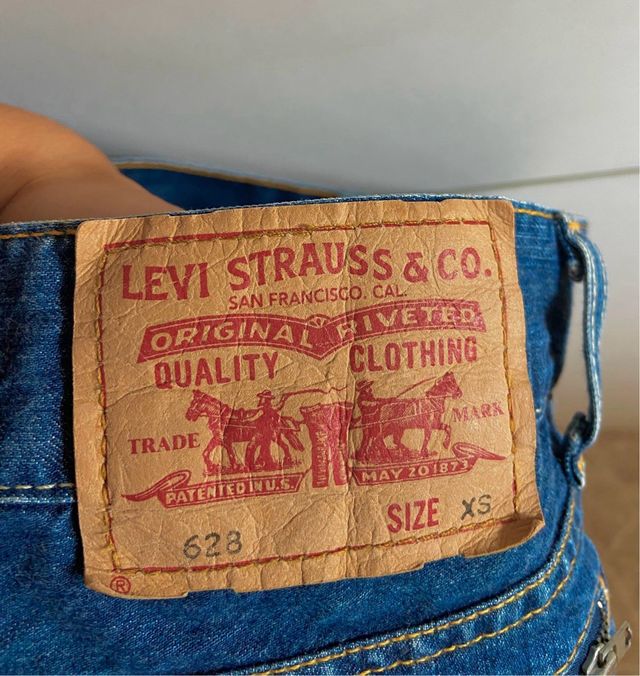 LEVI STRAUSS & CO.
SAN FRANCISCO. CAL.
ORIGINAL RIVETED
QUALITY CLOTHING
TRADE MARK
PATENTED IN U.S. MAY 20 1873
628 SIZE XS
®